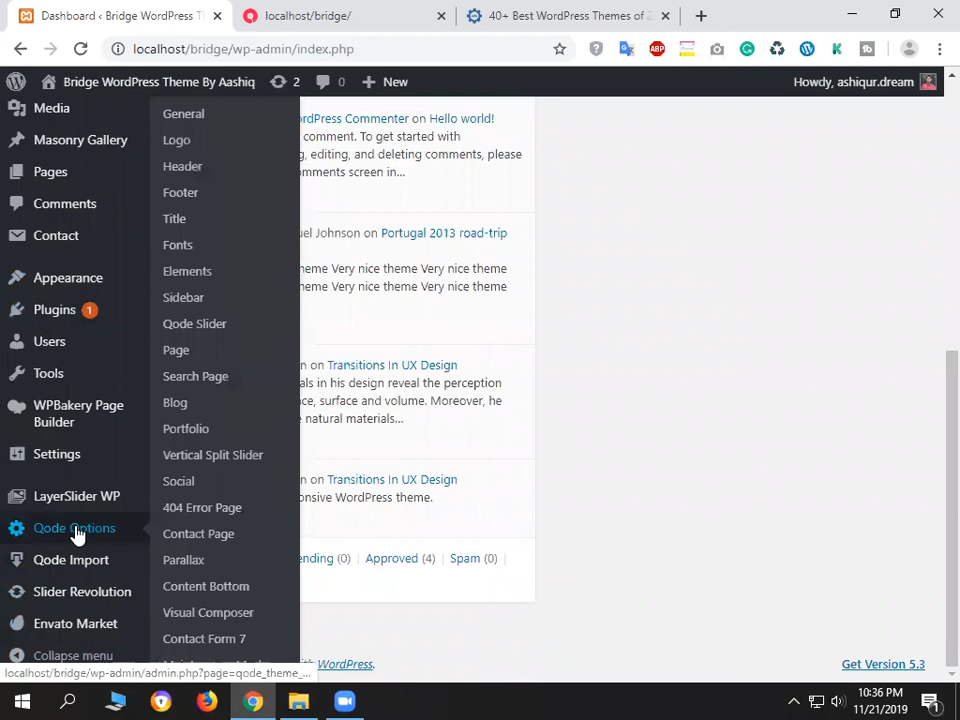 Dashboard ‹ Bridge WordPress T
localhost/bridge/
40+ Best WordPress Themes of 2
localhost/bridge/wp-admin/index.php
ABP
Bridge WordPress Theme By Aashiq
2
0
New
Howdy, ashiqur.dream
Media
Masonry Gallery
Pages
Comments
Contact
Appearance
Plugins 1
Users
Tools
WPBakery Page
Builder
Settings
LayerSlider WP
Qode Options
Qode Import
Slider Revolution
Envato Market
Collapse menu
General
Logo
Header
Footer
Title
Fonts
Elements
Sidebar
Qode Slider
Page
Search Page
Blog
Portfolio
Vertical Split Slider
Social
404 Error Page
Contact Page
Parallax
Content Bottom
Visual Composer
Contact Form 7
ordPress Commenter on Hello world!
comment. To get started with
g, editing, and deleting comments, please
omments screen in...
uel Johnson on Portugal 2013 road-trip
heme Very nice theme Very nice theme
heme Very nice theme Very nice theme
n on Transitions In UX Design
als in his design reveal the perception
ce, surface and volume. Moreover, he
e natural materials...
n on Transitions In UX Design
onsive WordPress theme.
ending (0) Approved (4) | Spam (0) |
with WordPress.
Get Version 5.3
localhost/bridge/wp-admin/admin.php?page=qode_theme_...
10:36 PM
11/21/2019
1